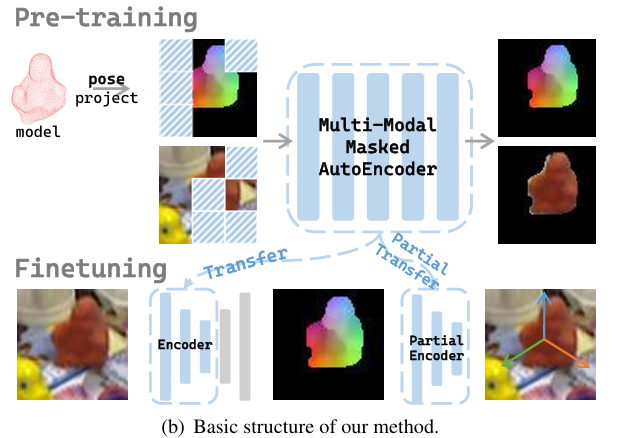 Pre-training
pose
project
model
Multi-Modal
Masked
AutoEncoder
Finetuning
Transfer
Partial
Transfer
Encoder
Partial
Encoder
(b) Basic structure of our method.